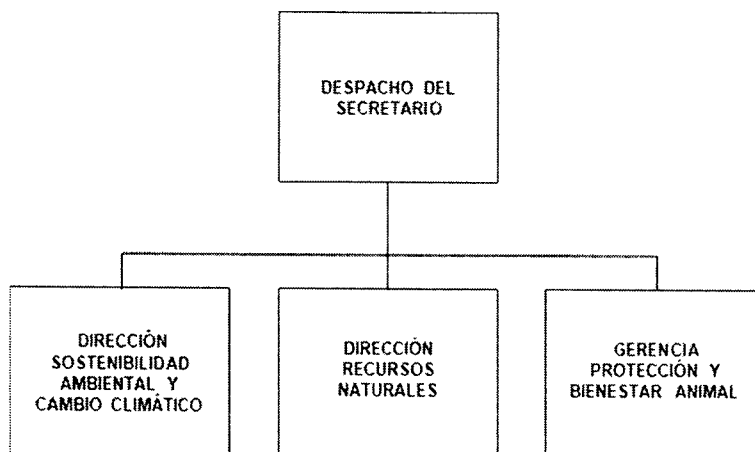 DESPACHO DEL
SECRETARIO
DIRECCIÓN
SOSTENIBILIDAD
AMBIENTAL Y
CAMBIO CLIMÁTICO
DIRECCIÓN
RECURSOS
NATURALES
GERENCIA
PROTECCIÓN Y
BIENESTAR ANIMAL